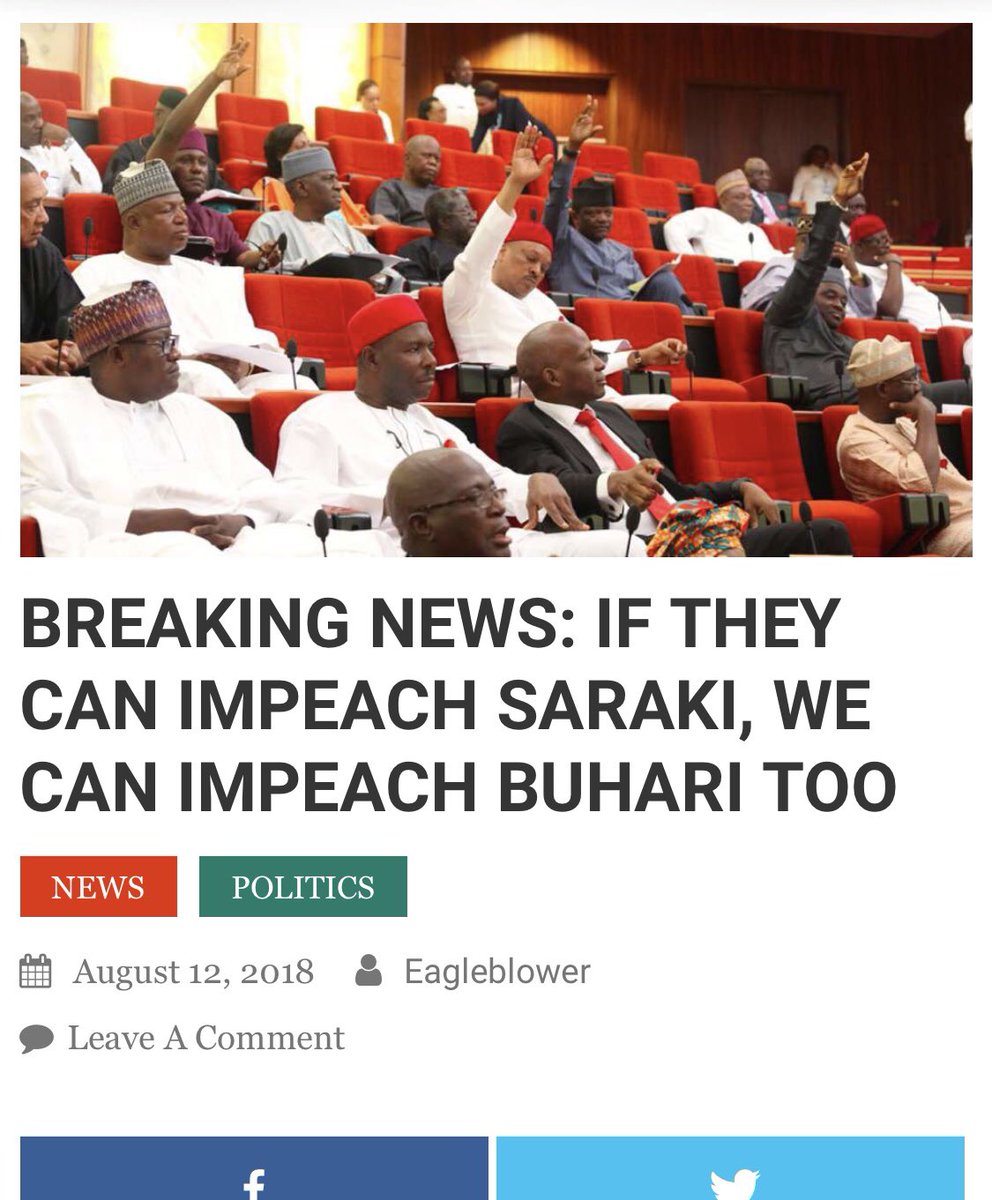 BREAKING NEWS: IF THEY
CAN IMPEACH SARAKI, WE
CAN IMPEACH BUHARI TOO
NEWS POLITICS
August 12, 2018 Eagleblower
Leave A Comment